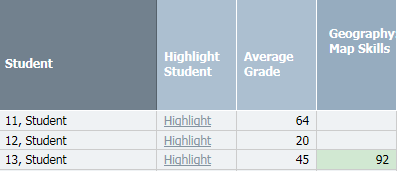 Student
Highlight Student
Average Grade
Geography Map Skills
11, Student Highlight 64
12, Student Highlight 20
13, Student Highlight 45 92